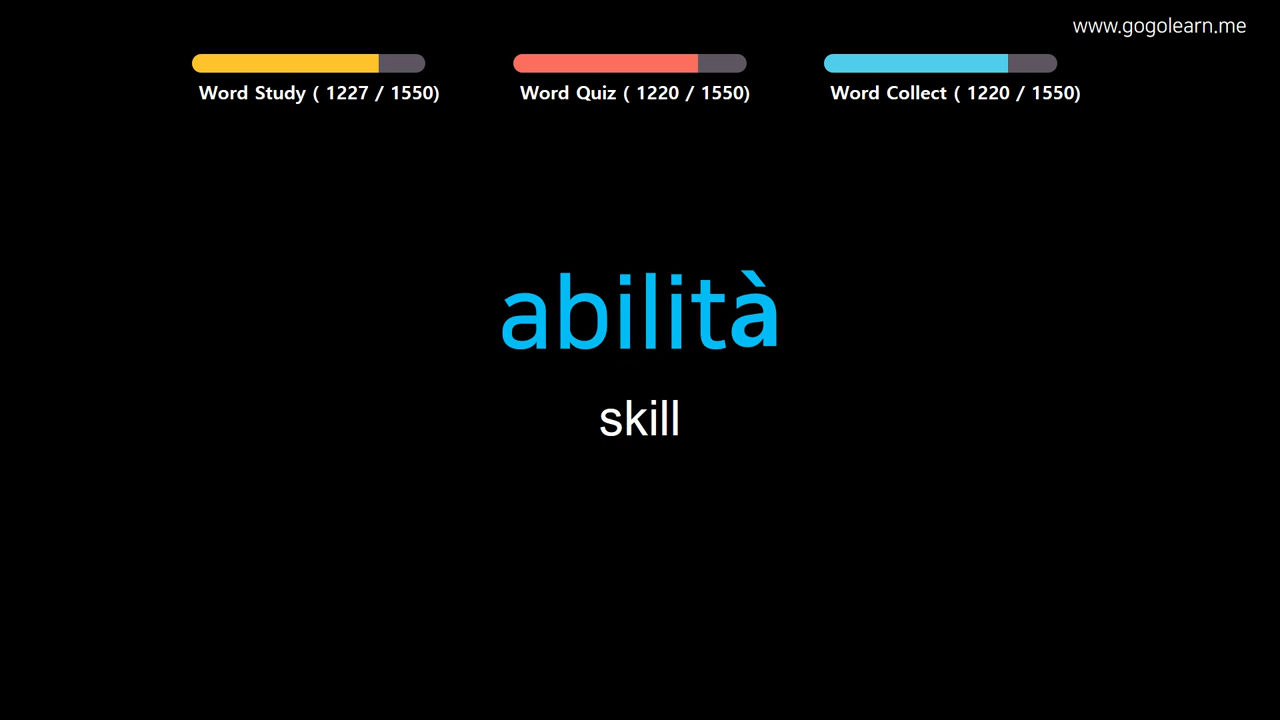 www.gogolearn.me
Word Study ( 1227 / 1550)
Word Quiz ( 1220 / 1550)
Word Collect ( 1220 / 1550)
abilità
skill